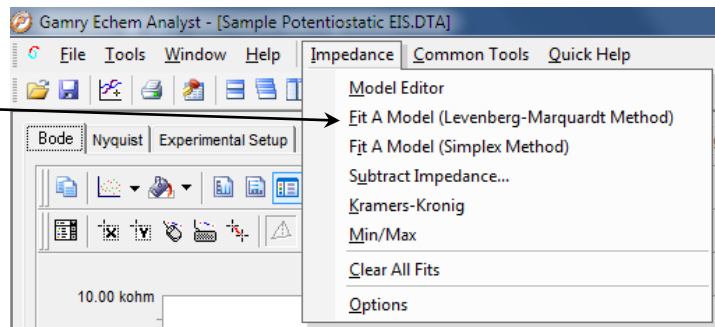 Gamry Echem Analyst - [Sample Potentiostatic EIS.DTA]
File Tools Window Help Impedance Common Tools Quick Help
Model Editor
Fit A Model (Levenberg-Marquardt Method)
Fit A Model (Simplex Method)
Subtract Impedance...
Kramers-Kronig
Min/Max
Clear All Fits
Options
Bode Nyquist Experimental Setup
10.00 kohm